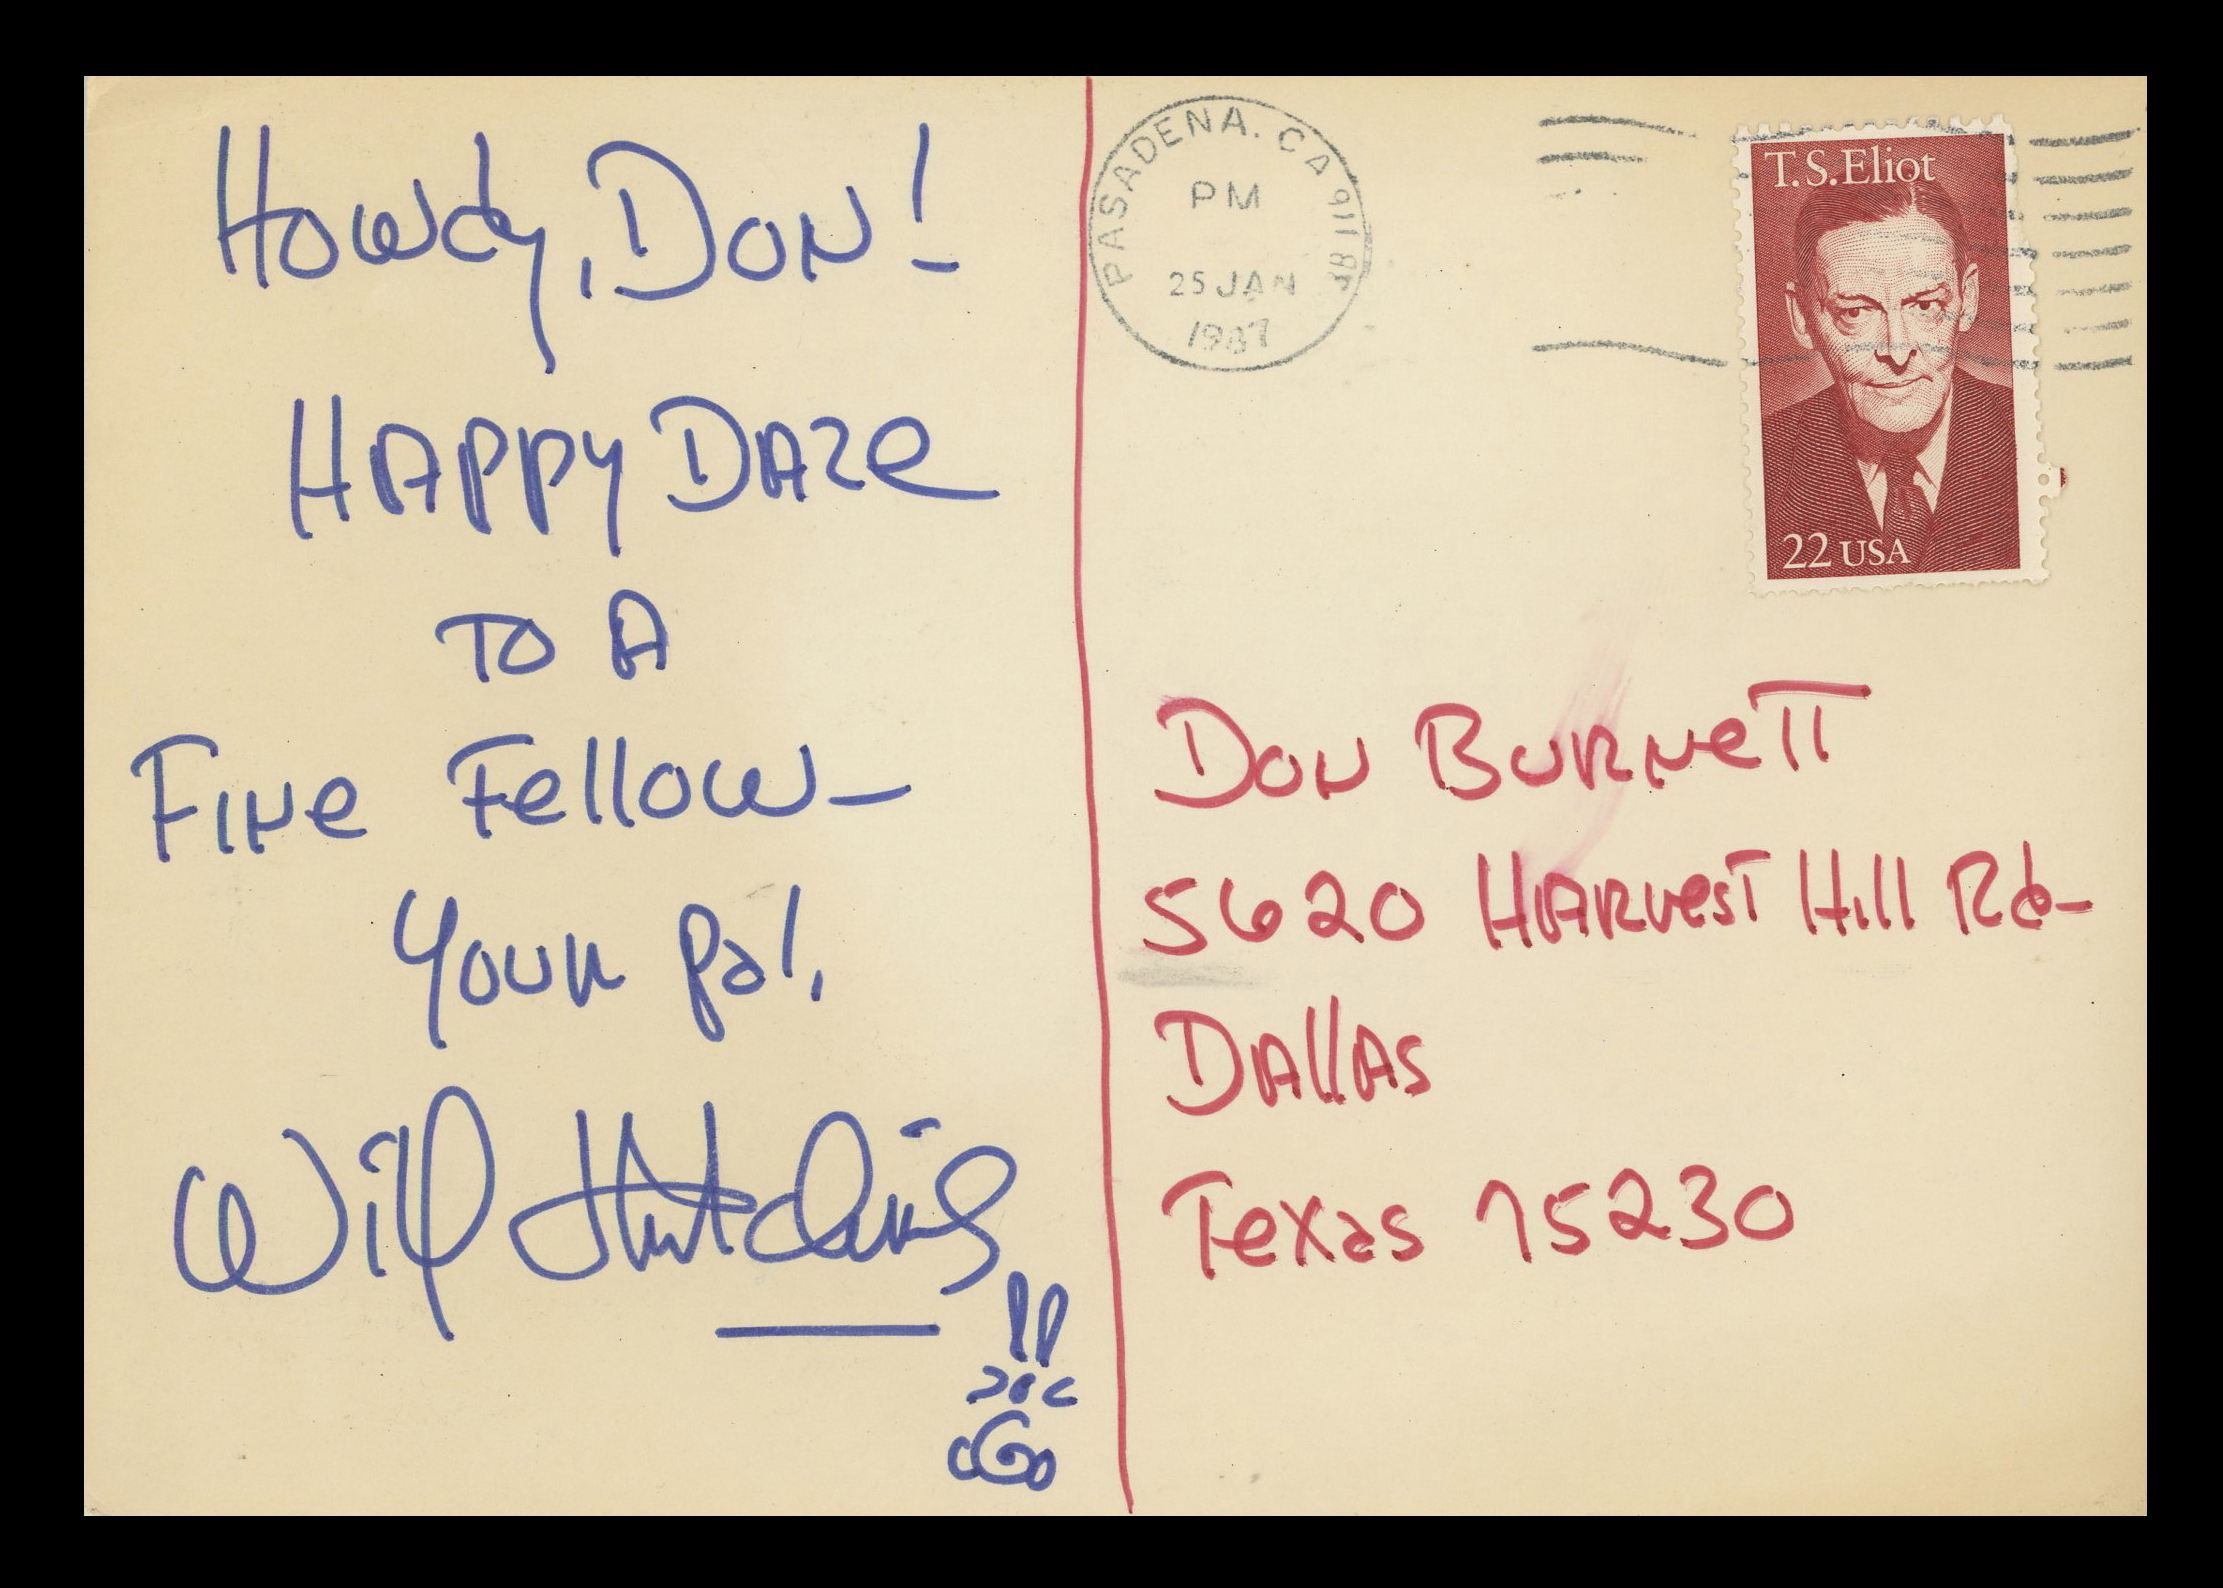 Howdy, Don!
Happy Daze
to a
Fine Fellow—
Your pal,
Will Hutchins
PASADENA, CA 911
PM
25 JAN
1987
T.S.Eliot
22 USA
Don Burnett
5620 Harvest Hill Rd-
Dallas
Texas 75230